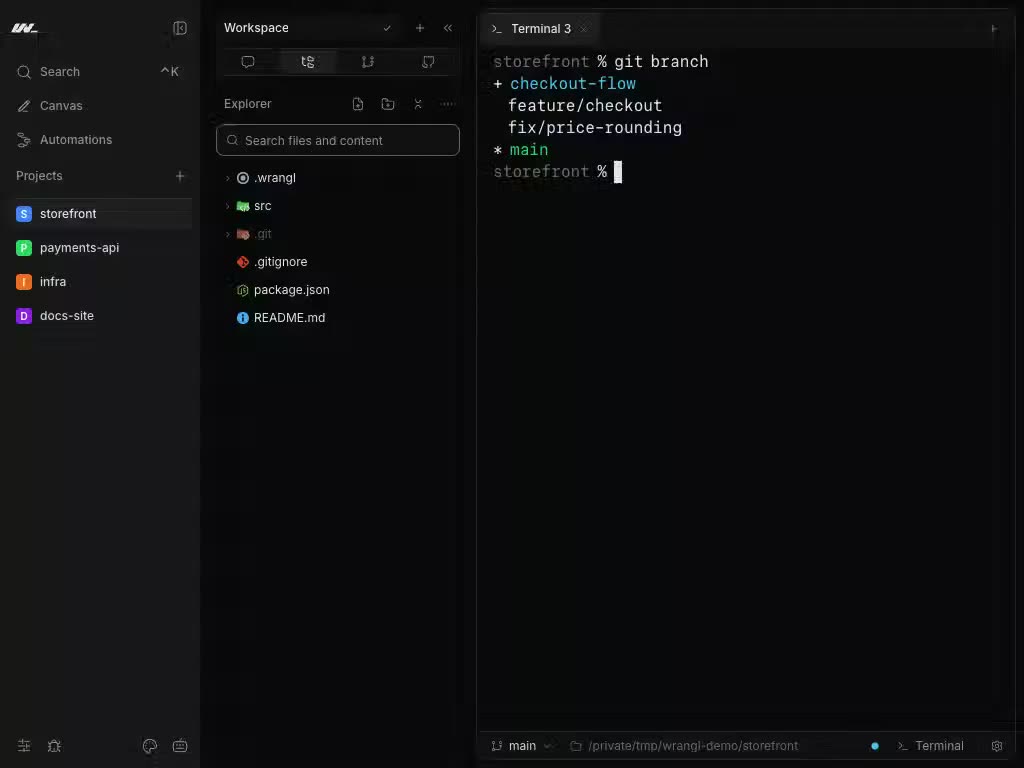 Search
^K
Canvas
Automations
Projects
S storefront
P payments-api
I infra
D docs-site
Workspace
Explorer
Search files and content
.wrangl
src
.git
.gitignore
package.json
README.md
Terminal 3
storefront % git branch
+ checkout-flow
feature/checkout
fix/price-rounding
* main
storefront %
main
/private/tmp/wrangl-demo/storefront
Terminal